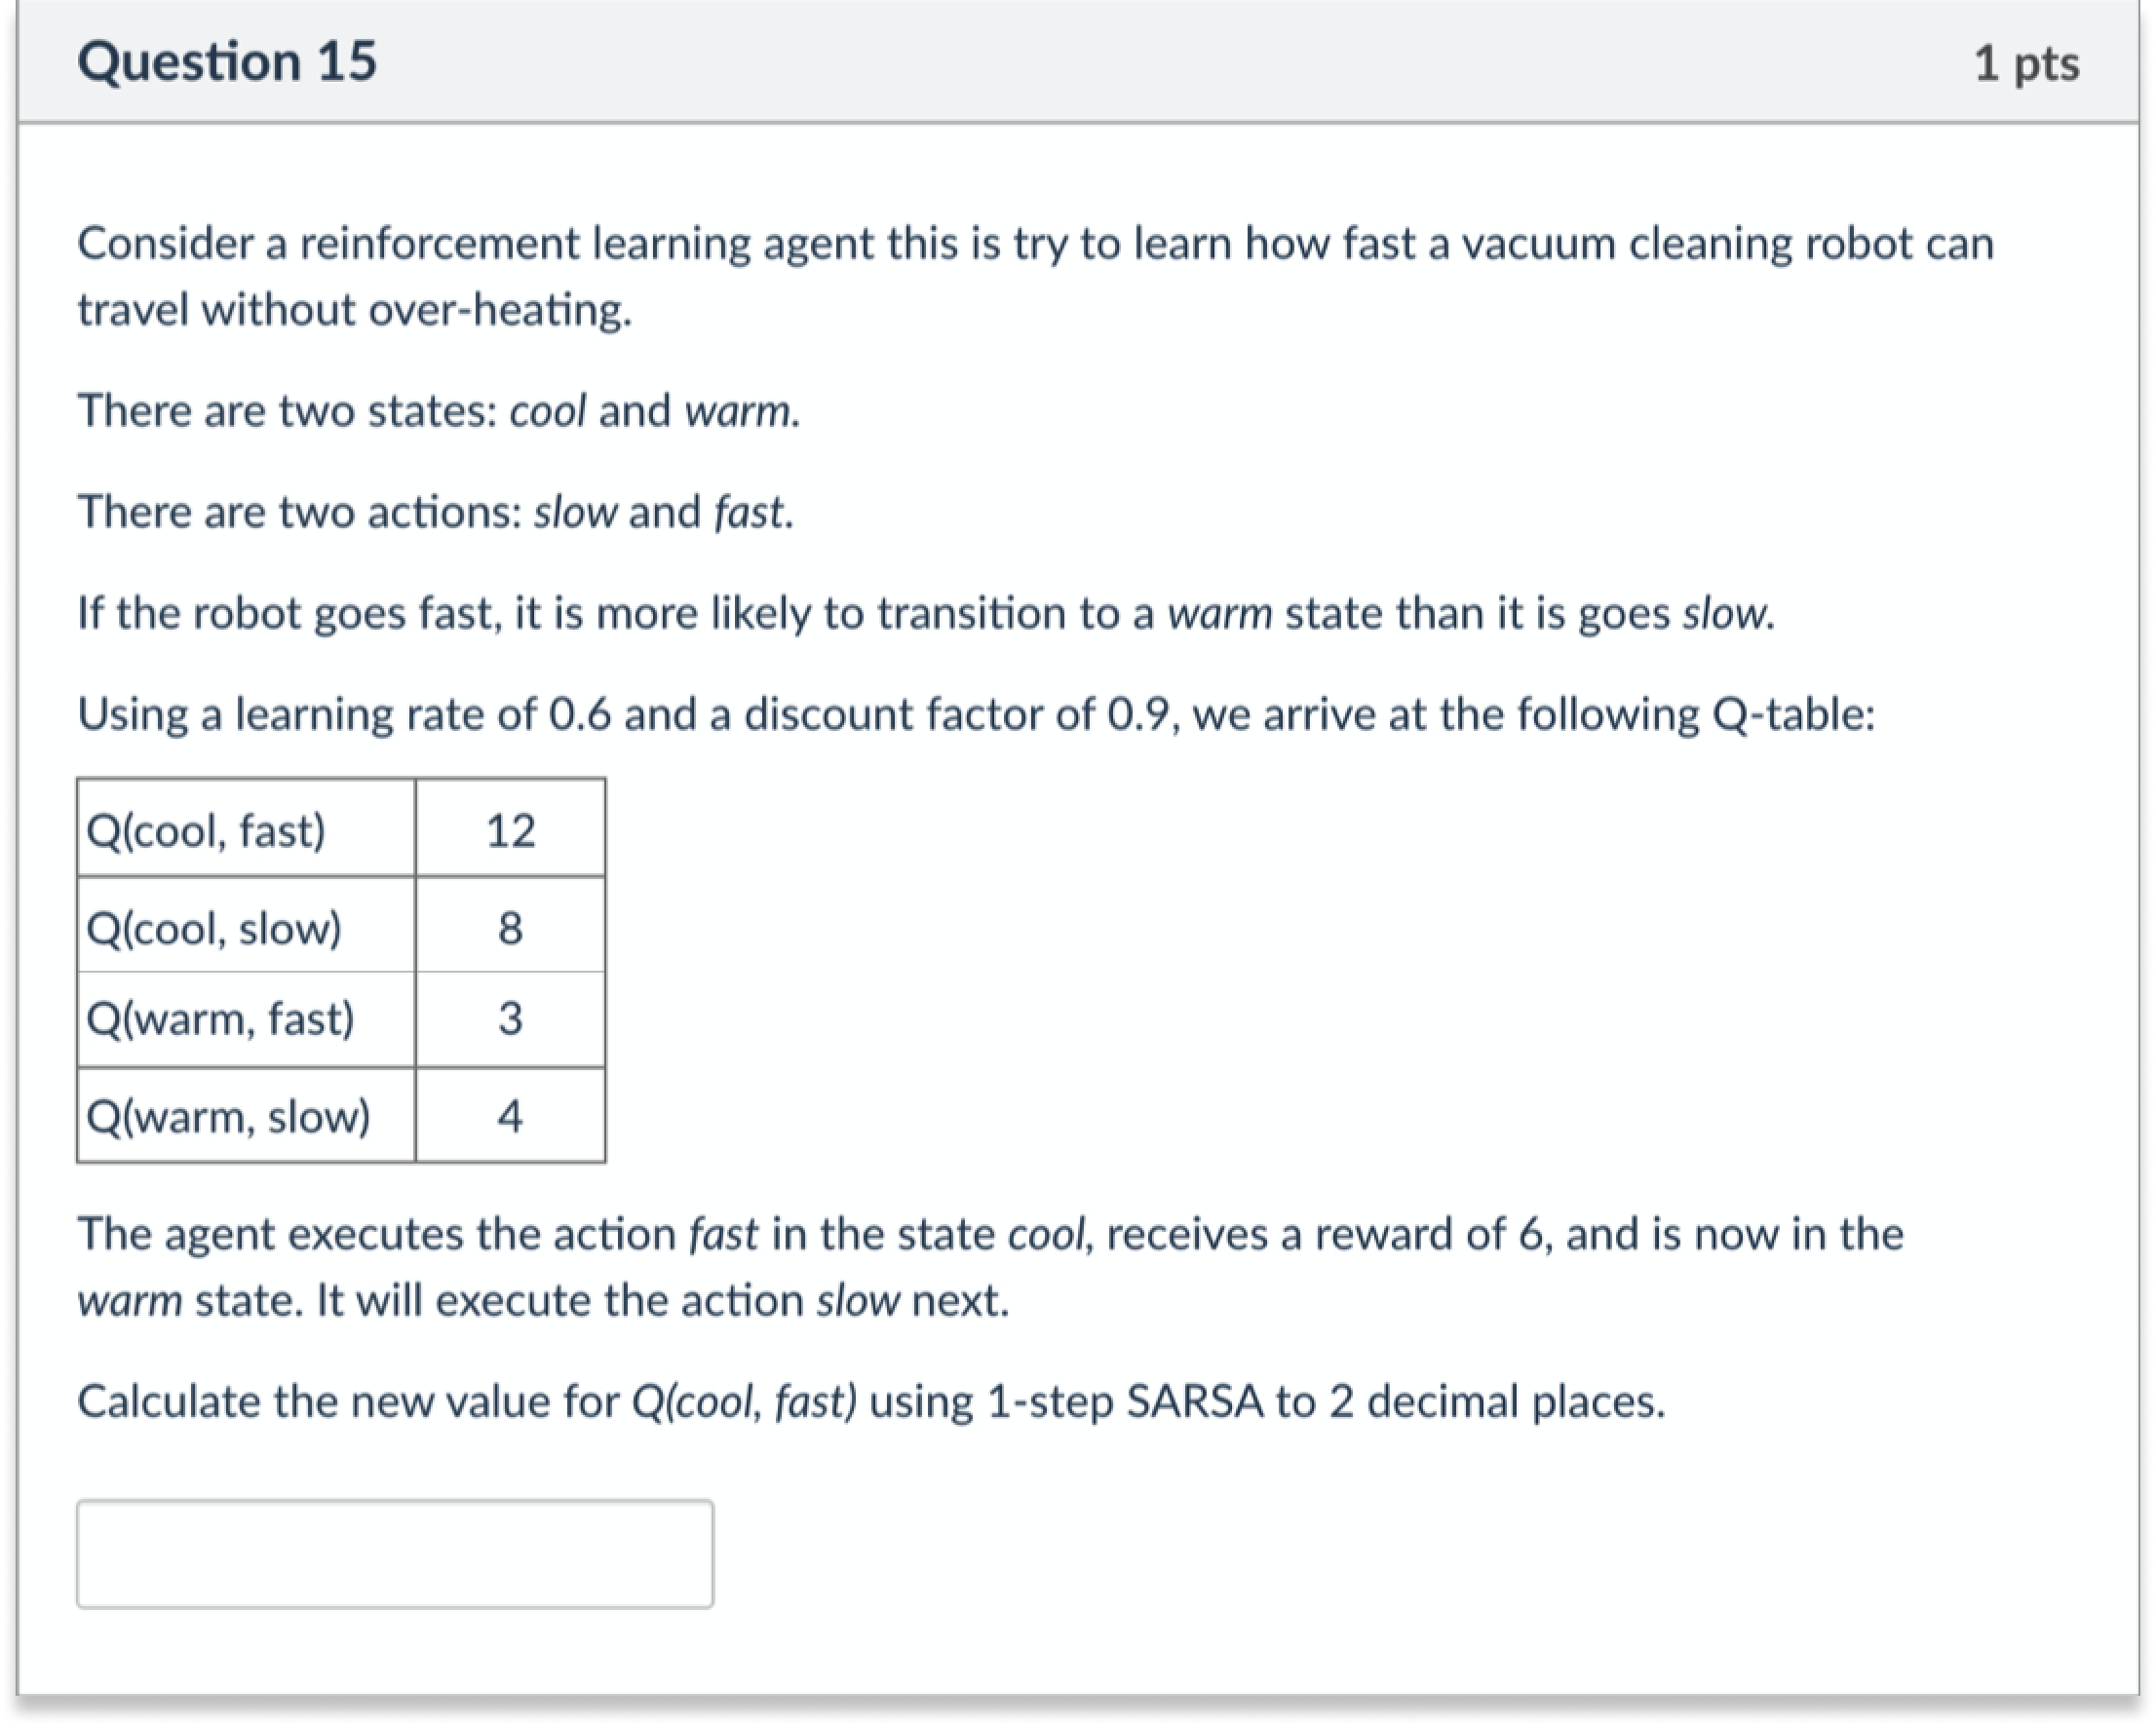 Question 15
1 pts
Consider a reinforcement learning agent this is try to learn how fast a vacuum cleaning robot can
travel without over-heating.
There are two states: cool and warm.
There are two actions: slow and fast.
If the robot goes fast, it is more likely to transition to a warm state than it is goes slow.
Using a learning rate of 0.6 and a discount factor of 0.9, we arrive at the following Q-table:
Q(cool, fast) 12
Q(cool, slow) 8
Q(warm, fast) 3
Q(warm, slow) 4
The agent executes the action fast in the state cool, receives a reward of 6, and is now in the
warm state. It will execute the action slow next.
Calculate the new value for Q(cool, fast) using 1-step SARSA to 2 decimal places.